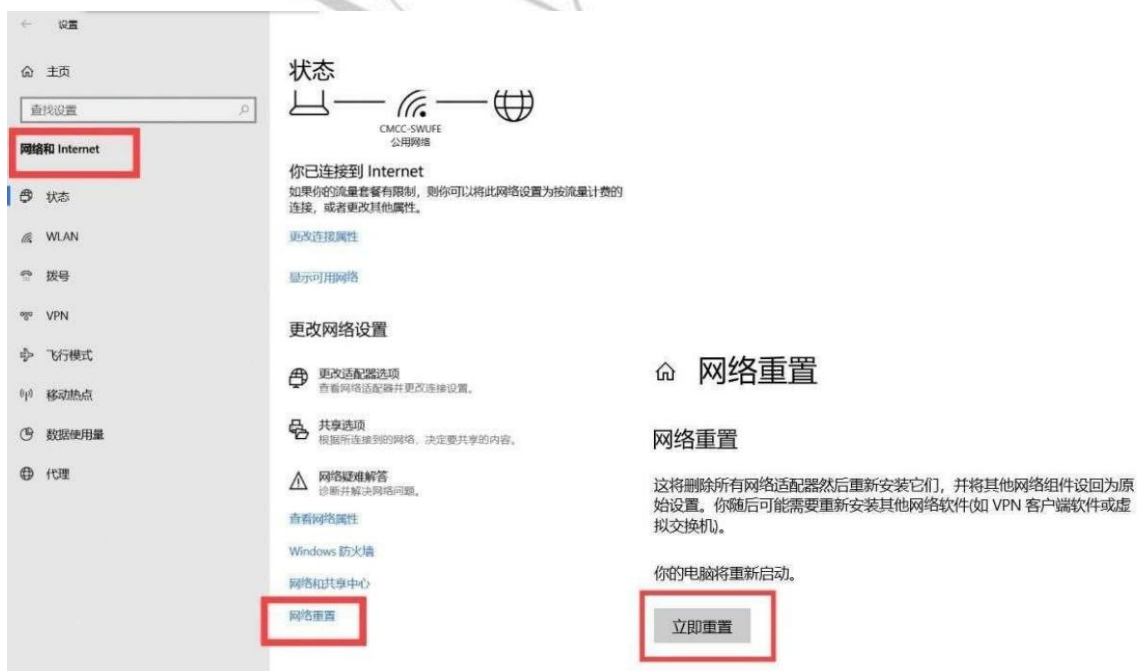 设置
主页
查找设置
网络和 Internet
状态
WLAN
拨号
VPN
飞行模式
移动热点
数据使用量
代理
状态
CMCC-SWUFE
公用网络
你已连接到 Internet
如果你的流量套餐有限制，则你可以将此网络设置为按流量计费的
连接，或者更改其他属性。
更改连接属性
显示可用网络
更改网络设置
更改适配器选项
查看网络适配器并更改连接设置。
共享选项
根据所连接到的网络，决定要共享的内容。
网络疑难解答
诊断并解决网络问题。
查看网络属性
Windows 防火墙
网络和共享中心
网络重置
网络重置
网络重置
这将删除所有网络适配器然后重新安装它们，并将其他网络组件设回为原
始设置。你随后可能需要重新安装其他网络软件(如 VPN 客户端软件或虚
拟交换机)。
你的电脑将重新启动。
立即重置